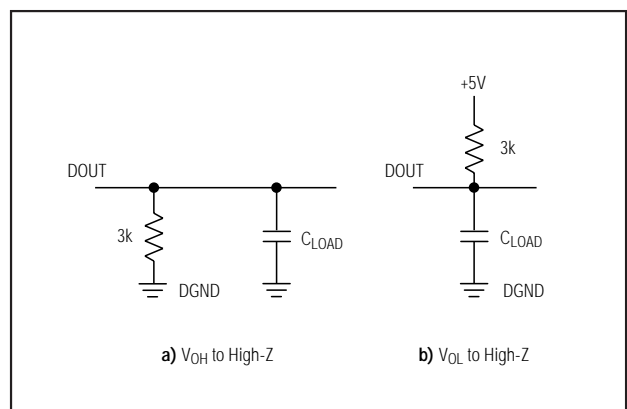 DOUT
3k
DGND
CLOAD
a) VOH to High-Z
+5V
3k
DOUT
CLOAD
DGND
b) VOL to High-Z